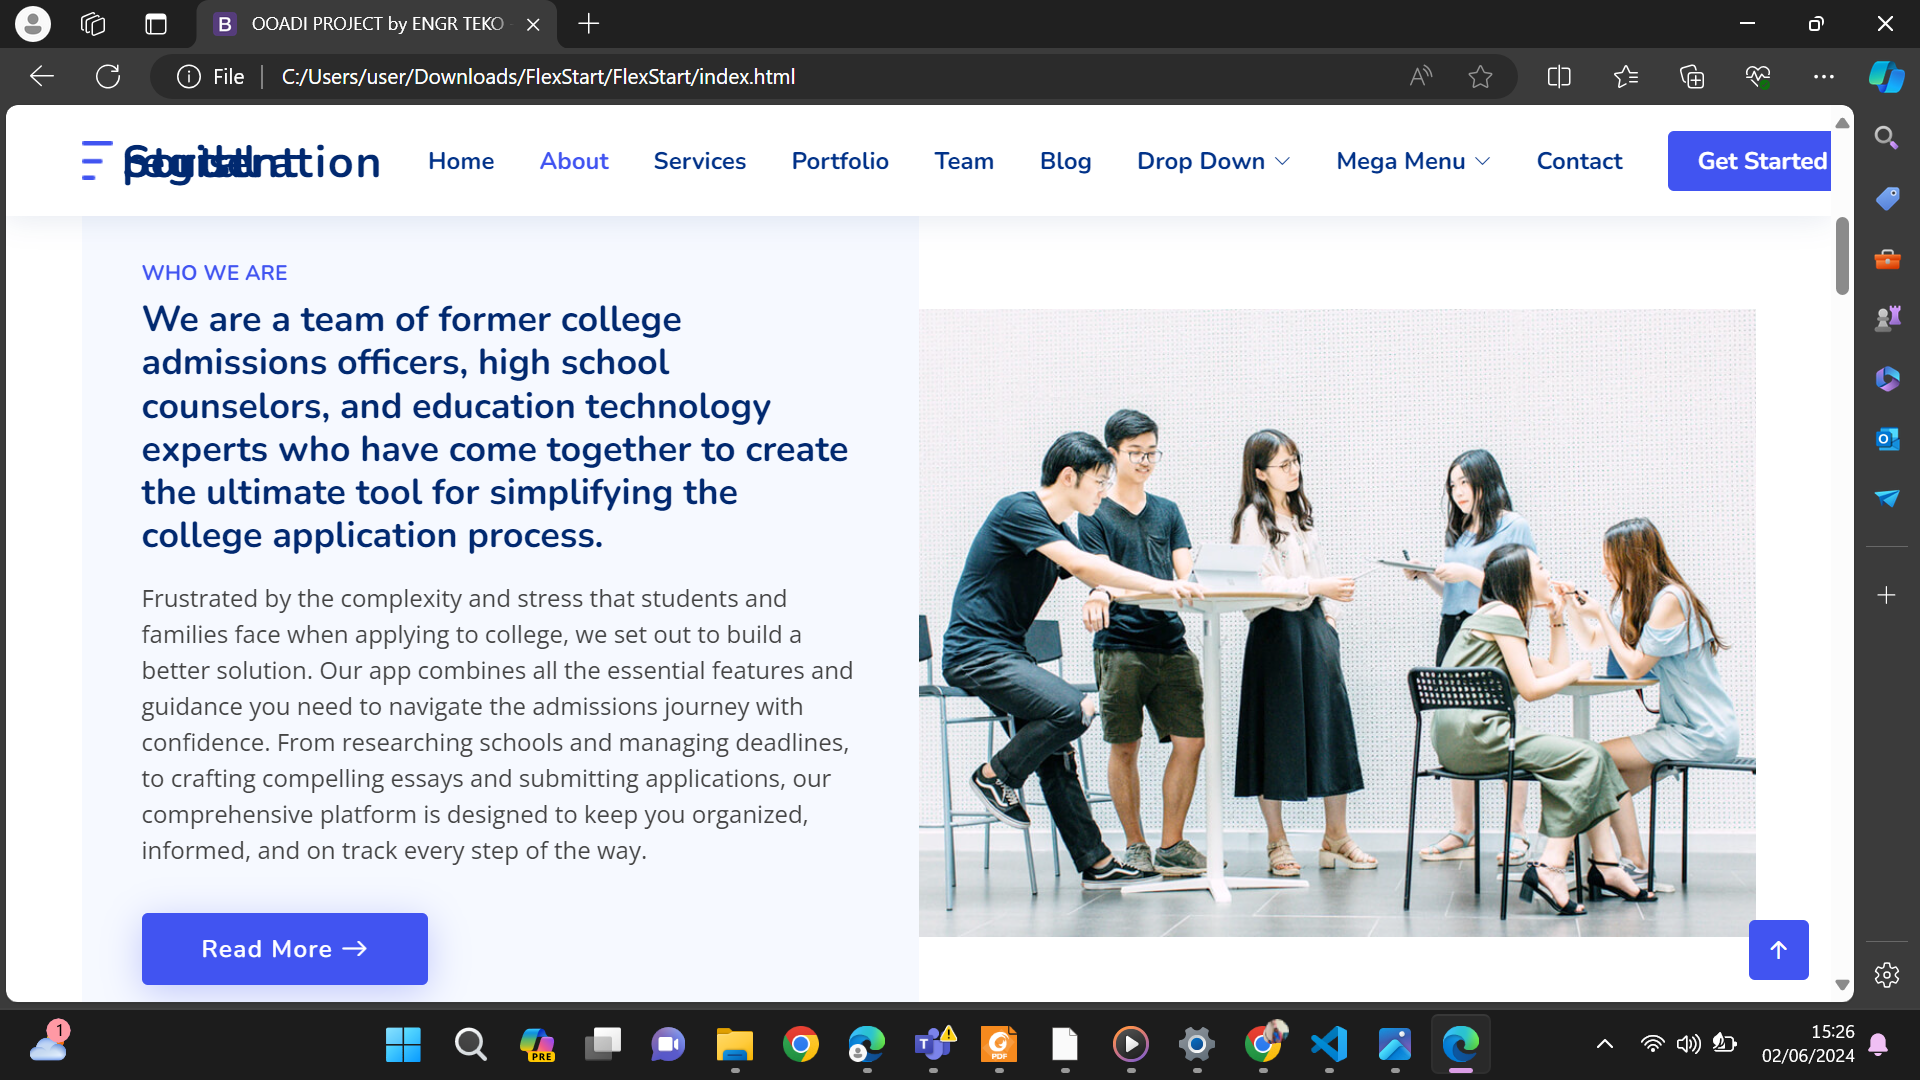 OOADI PROJECT by ENGR TEKO
File
C:/Users/user/Downloads/FlexStart/FlexStart/index.html
Student
registration
portal
Home
About
Services
Portfolio
Team
Blog
Drop Down
Mega Menu
Contact
Get Started
WHO WE ARE
We are a team of former college
admissions officers, high school
counselors, and education technology
experts who have come together to create
the ultimate tool for simplifying the
college application process.
Frustrated by the complexity and stress that students and
families face when applying to college, we set out to build a
better solution. Our app combines all the essential features and
guidance you need to navigate the admissions journey with
confidence. From researching schools and managing deadlines,
to crafting compelling essays and submitting applications, our
comprehensive platform is designed to keep you organized,
informed, and on track every step of the way.
Read More →
1
PRE
PDF
15:26
02/06/2024